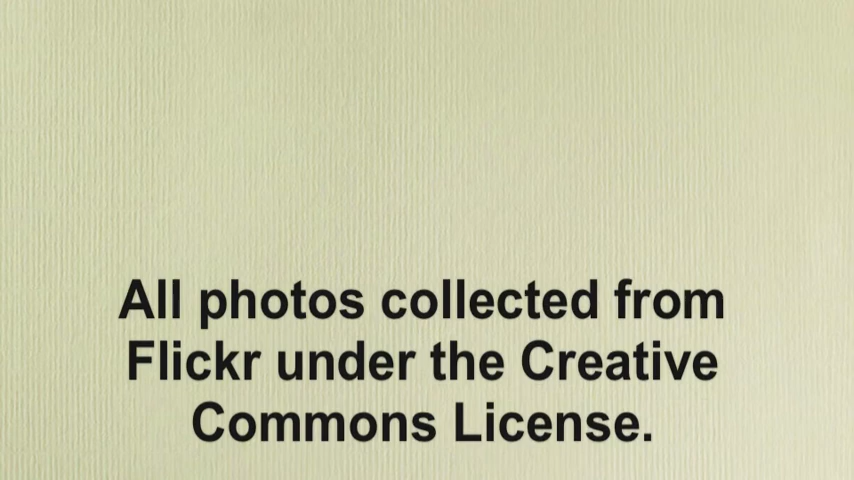 All photos collected from
Flickr under the Creative
Commons License.